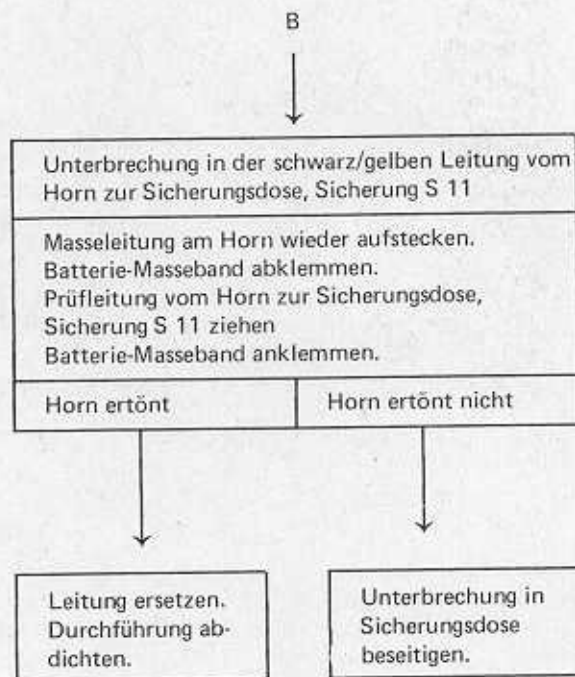 B
Unterbrechung in der schwarz/gelben Leitung vom
Horn zur Sicherungsdose, Sicherung S 11
Masseleitung am Horn wieder aufstecken.
Batterie-Masseband abklemmen.
Prüfleitung vom Horn zur Sicherungsdose,
Sicherung S 11 ziehen
Batterie-Masseband anklemmen.
Horn ertönt
Horn ertönt nicht
Leitung ersetzen.
Durchführung ab-
dichten.
Unterbrechung in
Sicherungsdose
beseitigen.